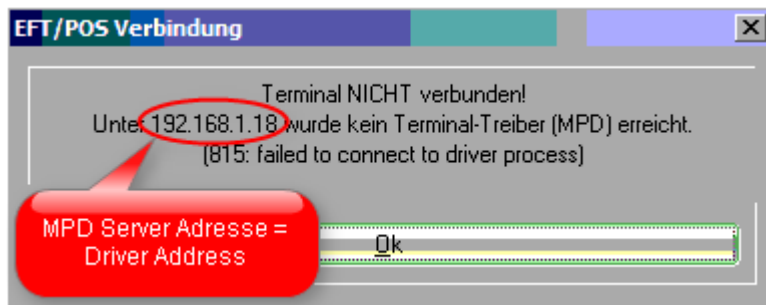 EFT/POS Verbindung
Terminal NICHT verbunden!
Unter 192.168.1.18 wurde kein Terminal-Treiber (MPD) erreicht.
(815: failed to connect to driver process)
MPD Server Adresse =
Driver Address
Ok